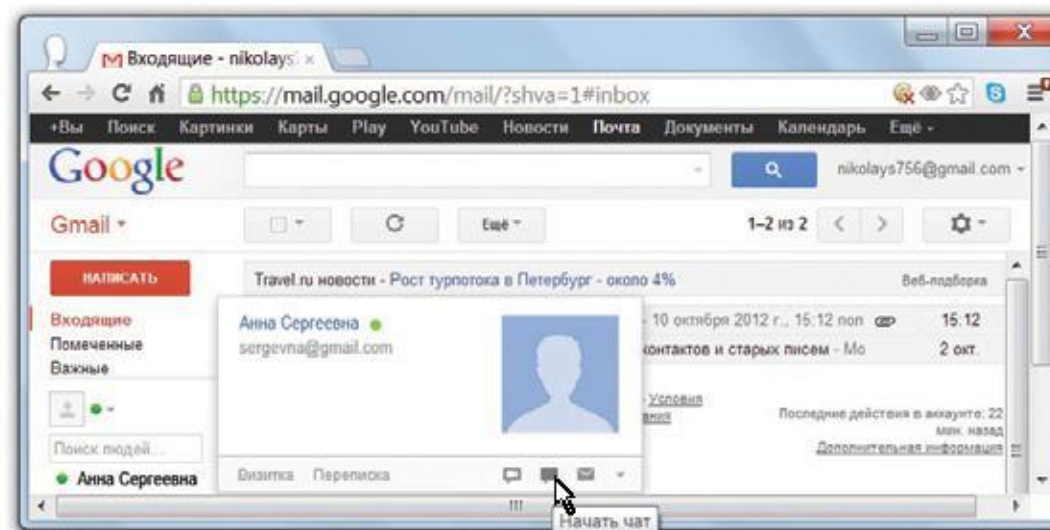 Входящие - nikolays
https://mail.google.com/mail/?shva=1#inbox
+Вы Поиск Картинки Карты Play YouTube Новости Почта Документы Календарь Ещё
Google nikolays756@gmail.com
Gmail Ещё 1–2 из 2
НАПИСАТЬ Travel.ru новости - Рост турпотока в Петербург - около 4% Веб-подборка
Входящие Анна Сергеевна - 10 октября 2012 г., 15:12 пол 15:12
Помеченные sergevna@gmail.com контактов и старых писем - Мо 2 окт.
Важные
Условия
Последние действия в аккаунте: 22
мин. назад
Поиск людей... Дополнительная информация
Анна Сергеевна Визитка Переписка
Начать чат